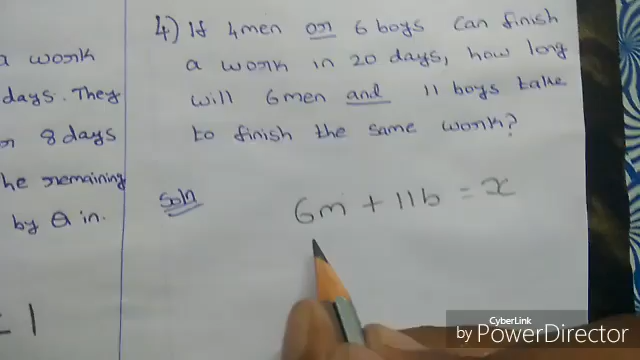 a work
days. They
8 days
he remaining
by Q in.
= 1
4) If 4men or 6 boys can finish
a work in 20 days, how long
will 6men and 11 boys take
to finish the same work?
Soln
6m + 11b = x
CyberLink
by PowerDirector